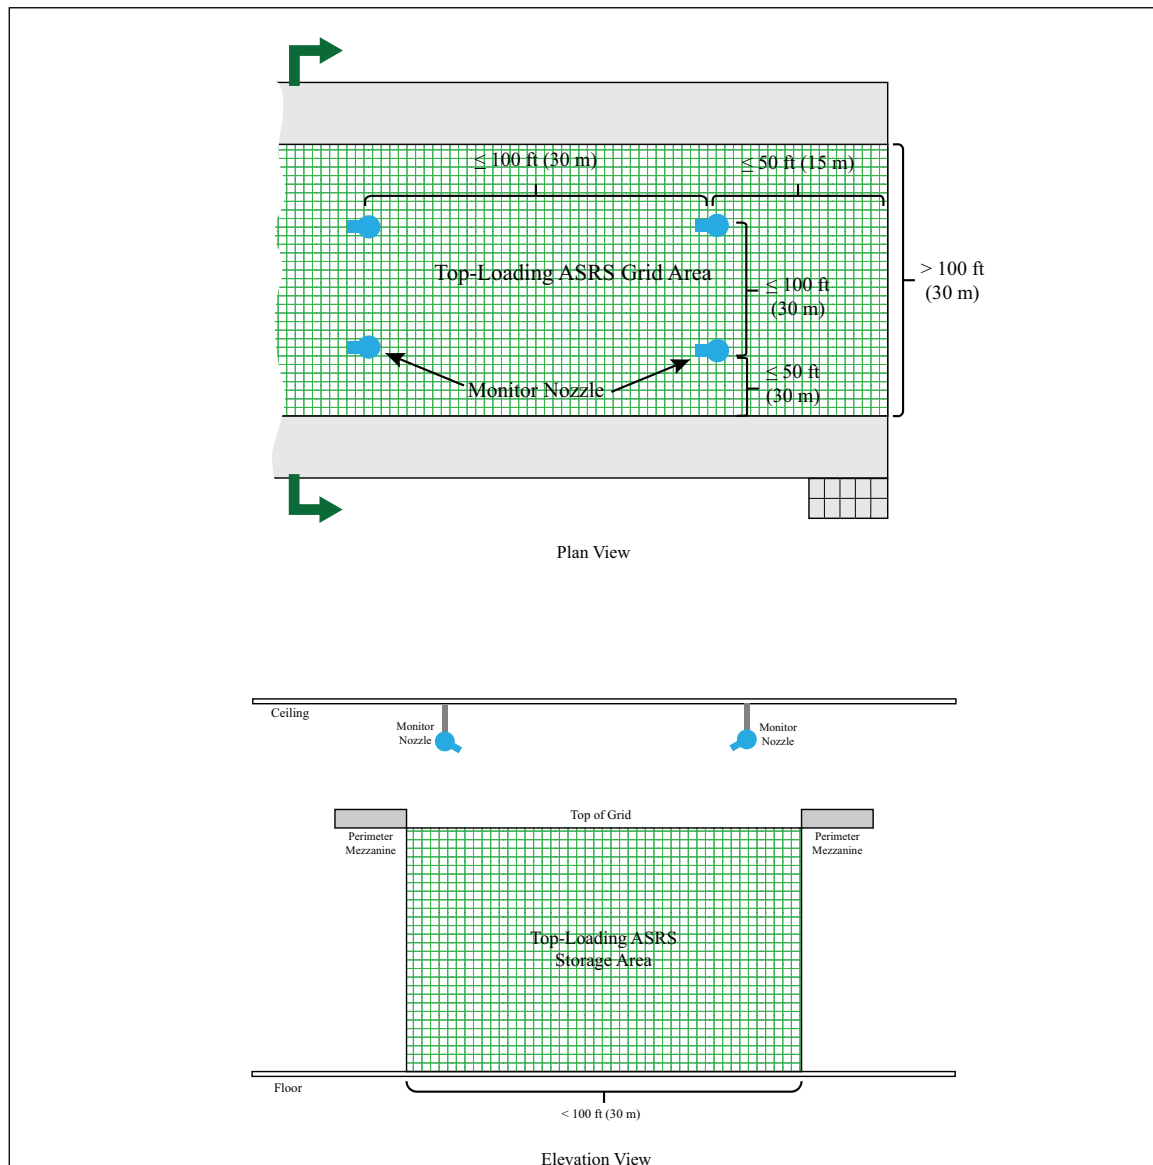 ≤ 100 ft (30 m)
≤ 50 ft (15 m)
Top-Loading ASRS Grid Area
> 100 ft
(30 m)
≤ 100 ft
(30 m)
≤ 50 ft
(30 m)
Monitor Nozzle
Plan View
Ceiling
Monitor
Nozzle
Monitor
Nozzle
Top of Grid
Perimeter
Mezzanine
Perimeter
Mezzanine
Top-Loading ASRS
Storage Area
Floor
< 100 ft (30 m)
Elevation View